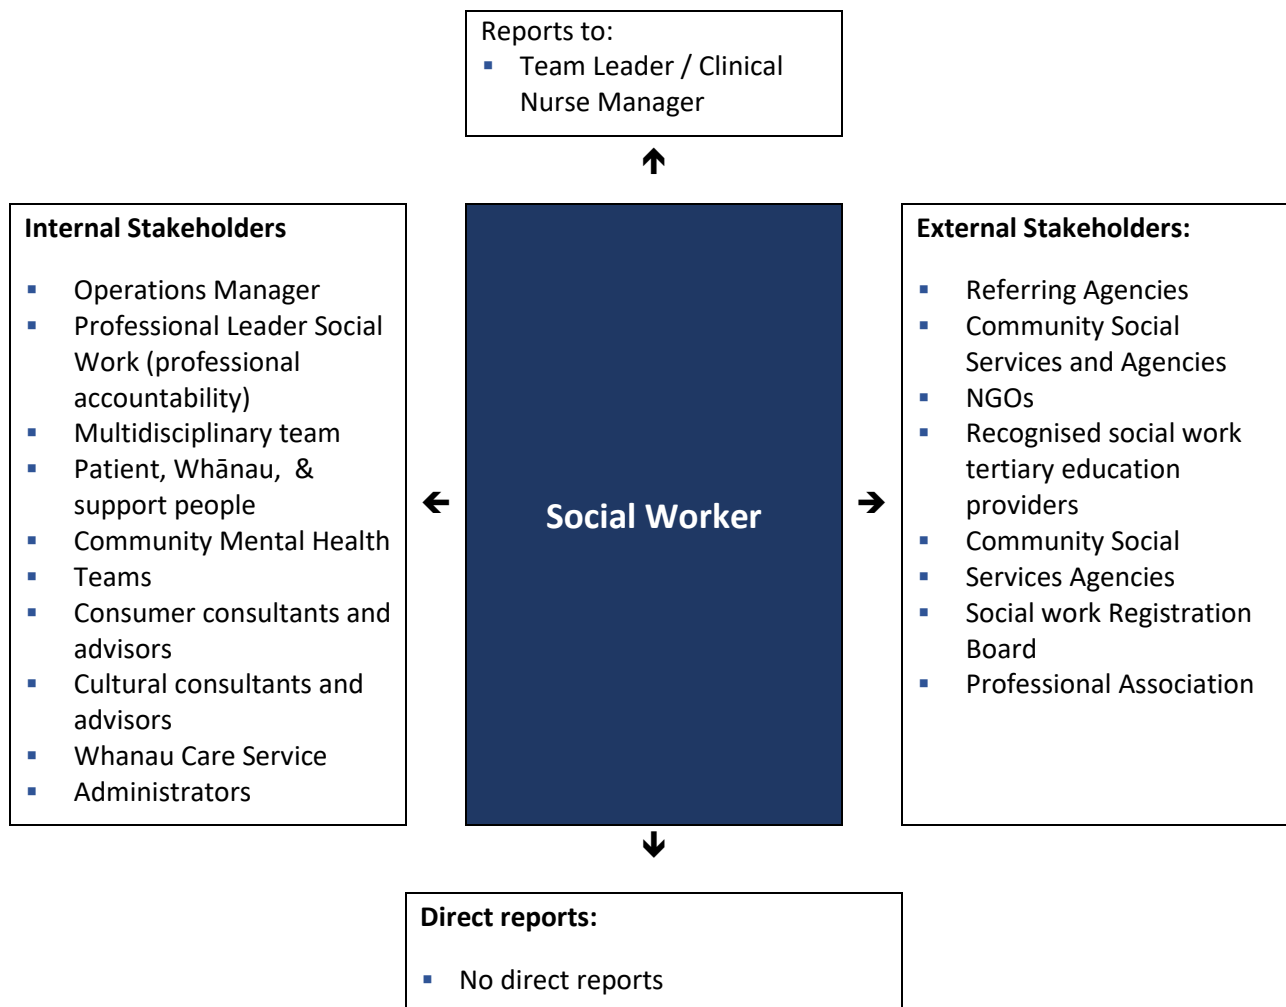 Reports to:
▪ Team Leader / Clinical
Nurse Manager
Internal Stakeholders
▪ Operations Manager
▪ Professional Leader Social
Work (professional
accountability)
▪ Multidisciplinary team
▪ Patient, Whānau,  &
support people
▪ Community Mental Health
▪ Teams
▪ Consumer consultants and
advisors
▪ Cultural consultants and
advisors
▪ Whanau Care Service
▪ Administrators
Social Worker
External Stakeholders:
▪ Referring Agencies
▪ Community Social
Services and Agencies
▪ NGOs
▪ Recognised social work
tertiary education
providers
▪ Community Social
▪ Services Agencies
▪ Social work Registration
Board
▪ Professional Association
Direct reports:
▪ No direct reports